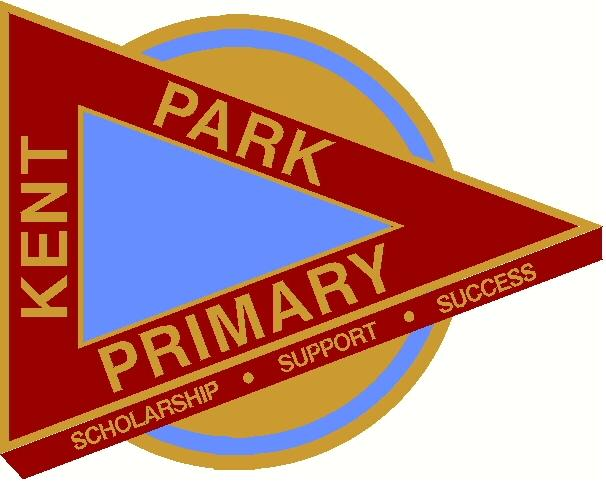 KENT
PARK
PRIMARY
SCHOLARSHIP • SUPPORT • SUCCESS